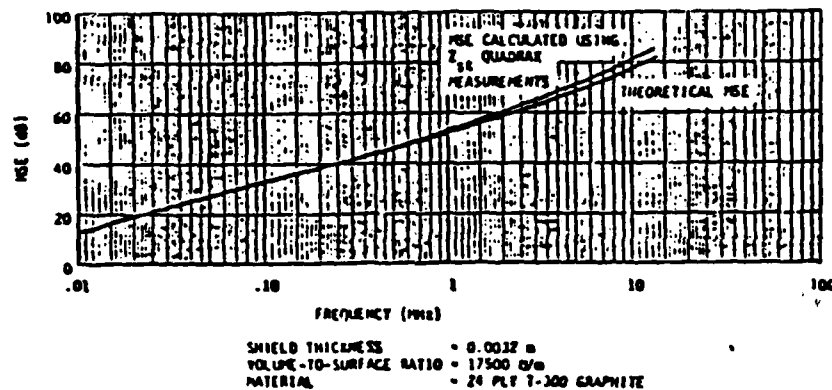 100
80
60
40
20
0
MSE (dB)
MSE CALCULATED USING
Z_st QUADRAX
MEASUREMENTS
THEORETICAL MSE
.01 .10 1 10 100
FREQUENCY (MHz)
SHIELD THICKNESS = 0.0032 m
VOLUME-TO-SURFACE RATIO = 17500
MATERIAL = 24 PLY T-300 GRAPHITE